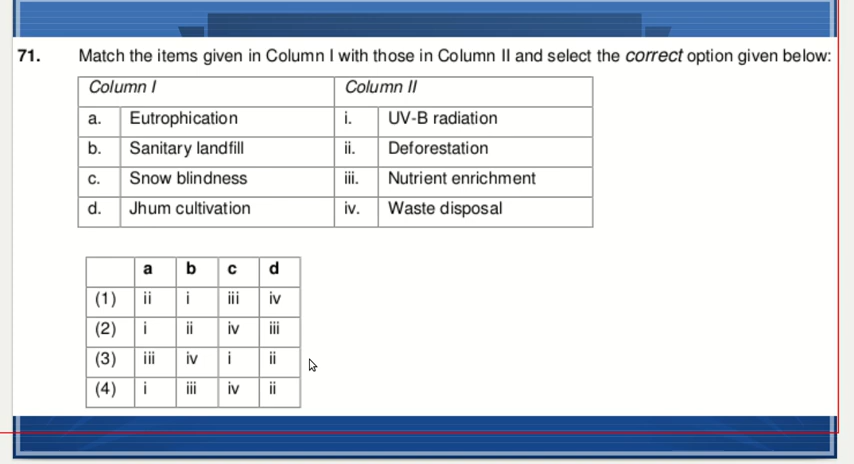 71. Match the items given in Column I with those in Column II and select the correct option given below:
Column I Column II
a. Eutrophication i. UV-B radiation
b. Sanitary landfill ii. Deforestation
c. Snow blindness iii. Nutrient enrichment
d. Jhum cultivation iv. Waste disposal
a b c d
(1) ii i iii iv
(2) i ii iv iii
(3) iii iv i ii
(4) i iii iv ii